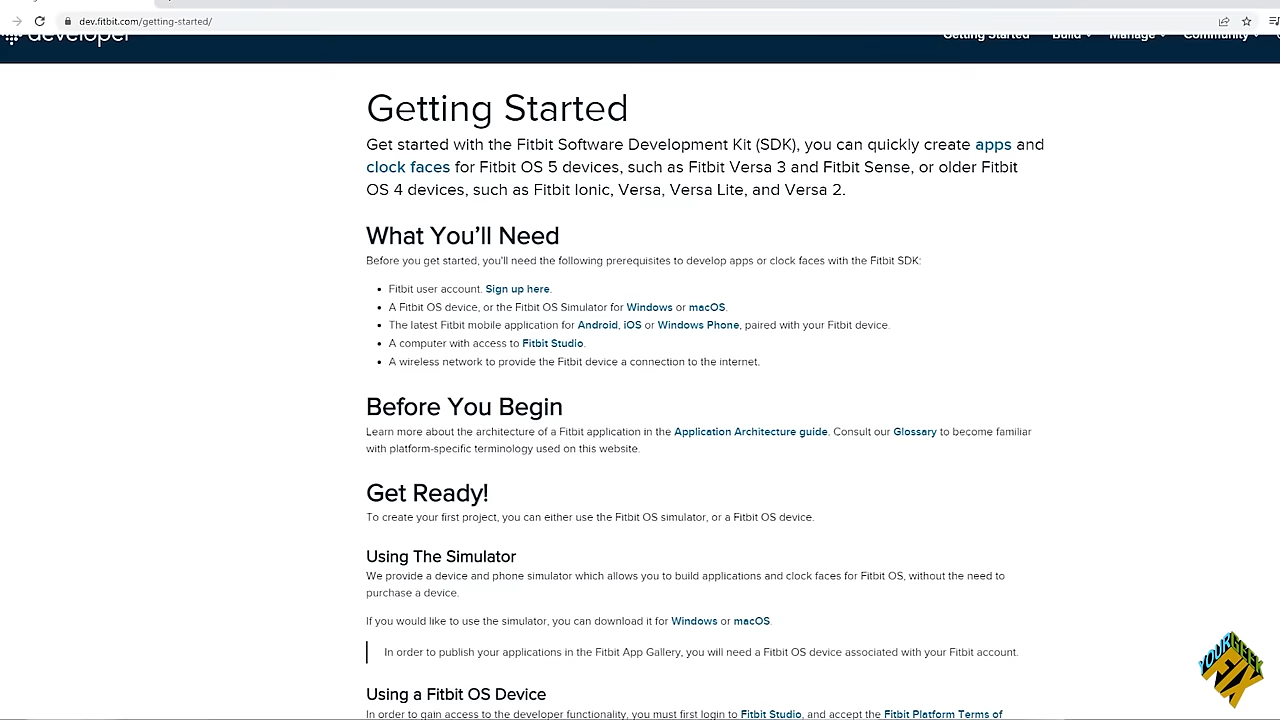 dev.fitbit.com/getting-started/
developer
Getting Started
Build
Manage
Community
Getting Started
Get started with the Fitbit Software Development Kit (SDK), you can quickly create apps and
clock faces for Fitbit OS 5 devices, such as Fitbit Versa 3 and Fitbit Sense, or older Fitbit
OS 4 devices, such as Fitbit Ionic, Versa, Versa Lite, and Versa 2.
What You’ll Need
Before you get started, you'll need the following prerequisites to develop apps or clock faces with the Fitbit SDK:
• Fitbit user account. Sign up here.
• A Fitbit OS device, or the Fitbit OS Simulator for Windows or macOS.
• The latest Fitbit mobile application for Android, iOS or Windows Phone, paired with your Fitbit device.
• A computer with access to Fitbit Studio.
• A wireless network to provide the Fitbit device a connection to the internet.
Before You Begin
Learn more about the architecture of a Fitbit application in the Application Architecture guide. Consult our Glossary to become familiar
with platform-specific terminology used on this website.
Get Ready!
To create your first project, you can either use the Fitbit OS simulator, or a Fitbit OS device.
Using The Simulator
We provide a device and phone simulator which allows you to build applications and clock faces for Fitbit OS, without the need to
purchase a device.
If you would like to use the simulator, you can download it for Windows or macOS.
In order to publish your applications in the Fitbit App Gallery, you will need a Fitbit OS device associated with your Fitbit account.
Using a Fitbit OS Device
In order to gain access to the developer functionality, you must first login to Fitbit Studio, and accept the Fitbit Platform Terms of
YOUR GEEK
FIX